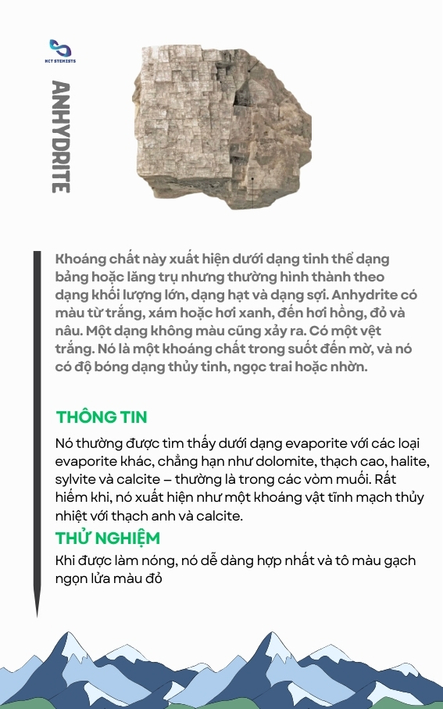 NCT STEMISTS
ANHYDRITE
Khoáng chất này xuất hiện dưới dạng tinh thể dạng
bảng hoặc lăng trụ nhưng thường hình thành theo
dạng khối lượng lớn, dạng hạt và dạng sợi. Anhydrite có
màu từ trắng, xám hoặc hơi xanh, đến hơi hồng, đỏ và
nâu. Một dạng không màu cũng xảy ra. Có một vệt
trắng. Nó là một khoáng chất trong suốt đến mờ, và nó
có độ bóng dạng thủy tinh, ngọc trai hoặc nhờn.
THÔNG TIN
Nó thường được tìm thấy dưới dạng evaporite với các loại
evaporite khác, chẳng hạn như dolomite, thạch cao, halite,
sylvite và calcite – thường là trong các vòm muối. Rất
hiếm khi, nó xuất hiện như một khoáng vật tĩnh mạch thủy
nhiệt với thạch anh và calcite.
THỬ NGHIỆM
Khi được làm nóng, nó dễ dàng hợp nhất và tô màu gạch
ngọn lửa màu đỏ